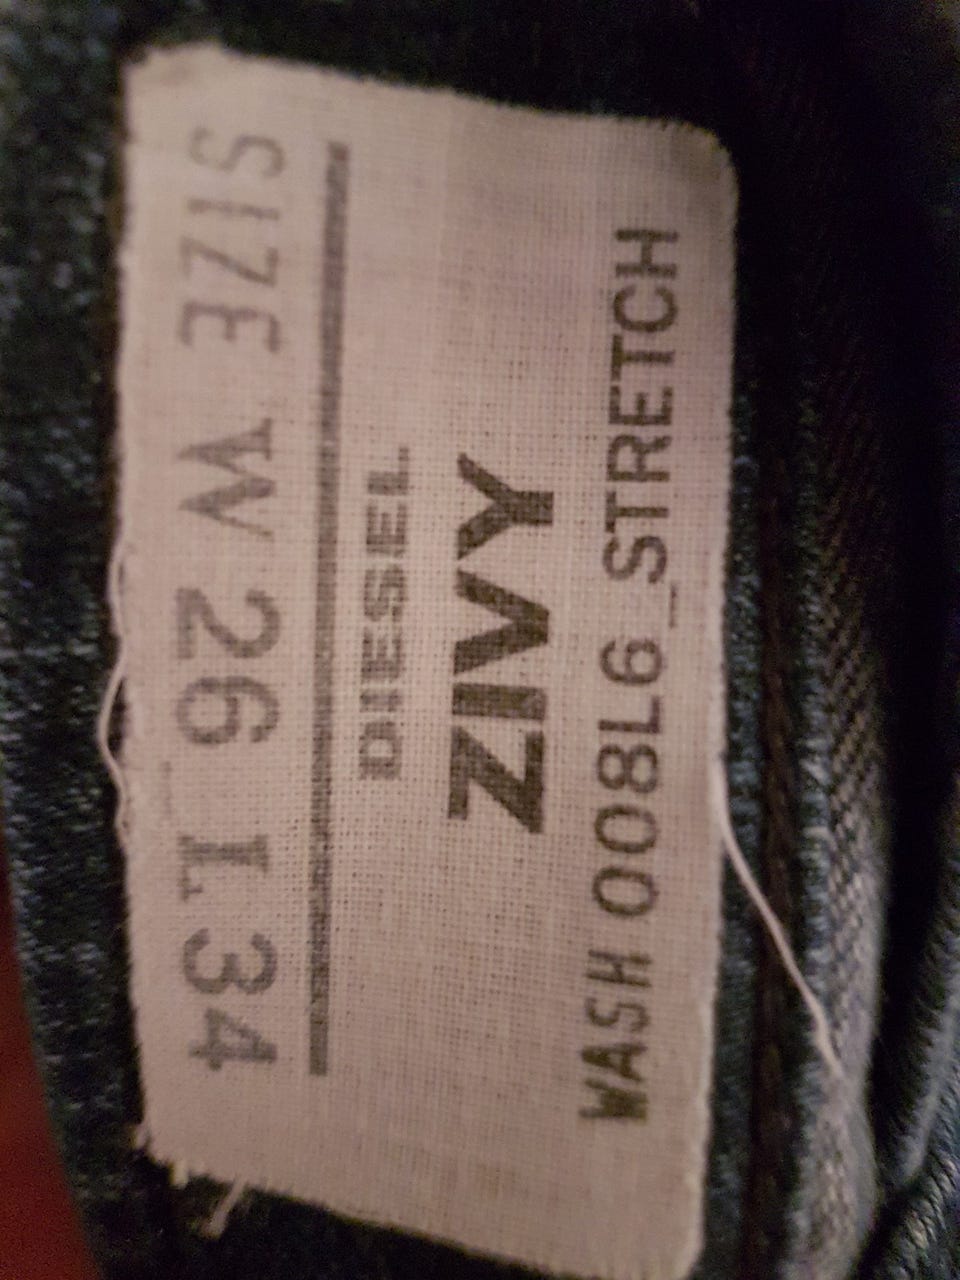 DIESEL
ZIVY
WASH 008L6_STRETCH
SIZE W 26 L 34